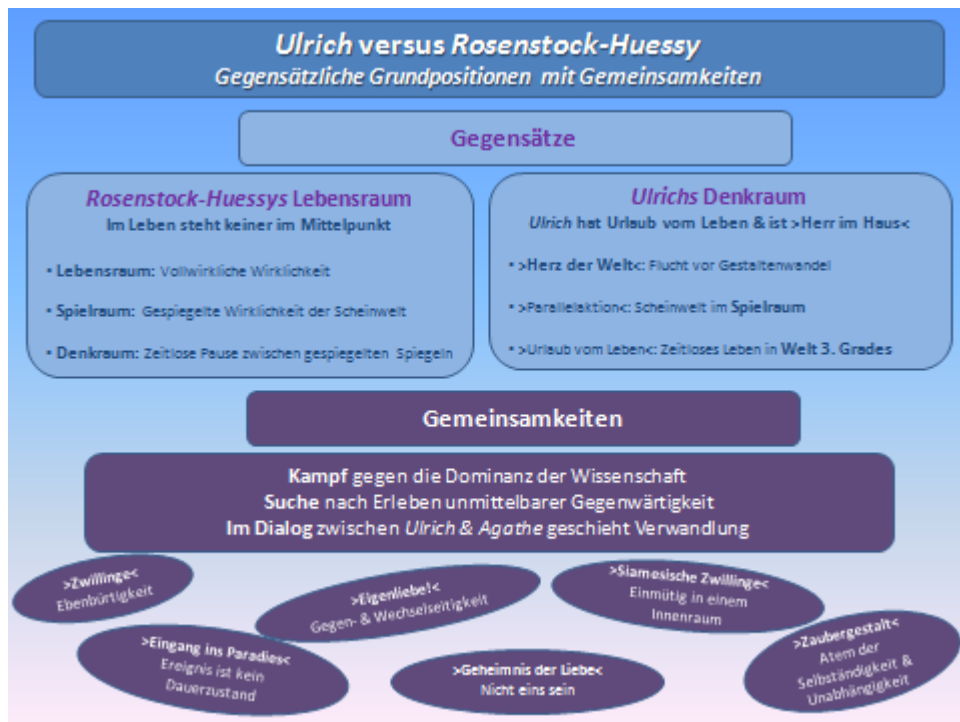 Ulrich versus Rosenstock-Huessy
Gegensätzliche Grundpositionen mit Gemeinsamkeiten
Gegensätze
Rosenstock-Huessys Lebensraum
Im Leben steht keiner im Mittelpunkt
• Lebensraum: Vollwirkliche Wirklichkeit
• Spielraum: Gespiegelte Wirklichkeit der Scheinwelt
• Denkraum: Zeitlose Pause zwischen gespiegelten Spiegeln
Ulrichs Denkraum
Ulrich hat Urlaub vom Leben & ist >Herr im Haus<
• >Herz der Welt<: Flucht vor Gestaltenwandel
• >Parallelaktion<: Scheinwelt im Spielraum
• >Urlaub vom Leben<: Zeitloses Leben in Welt 3. Grades
Gemeinsamkeiten
Kampf gegen die Dominanz der Wissenschaft
Suche nach Erleben unmittelbarer Gegenwärtigkeit
Im Dialog zwischen Ulrich & Agathe geschieht Verwandlung
>Zwillinge<
Ebenbürtigkeit
>Eigenliebe!<
Gegen- & Wechselseitigkeit
>Siamesische Zwillinge<
Einmütig in einem
Innenraum
>Eingang ins Paradies<
Ereignis ist kein
Dauerzustand
>Geheimnis der Liebe<
Nicht eins sein
>Zaubergestalt<
Atem der
Selbständigkeit &
Unabhängigkeit